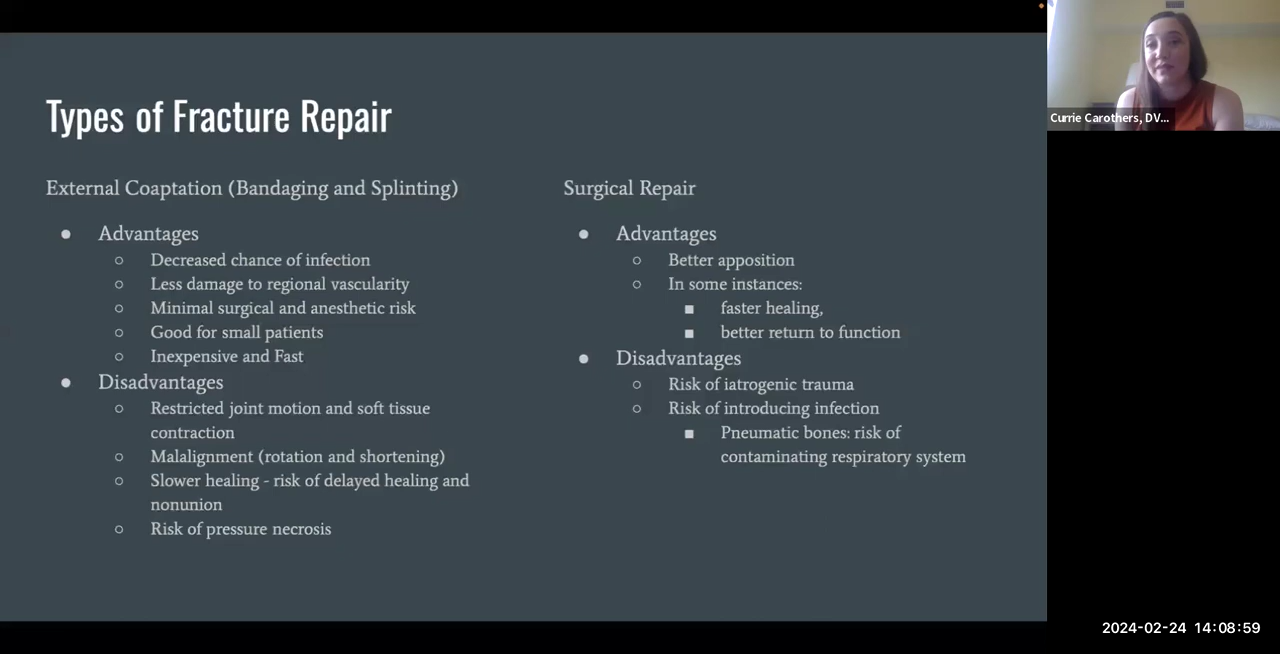 Types of Fracture Repair
External Coaptation (Bandaging and Splinting)
● Advantages
○ Decreased chance of infection
○ Less damage to regional vascularity
○ Minimal surgical and anesthetic risk
○ Good for small patients
○ Inexpensive and Fast
● Disadvantages
○ Restricted joint motion and soft tissue
contraction
○ Malalignment (rotation and shortening)
○ Slower healing - risk of delayed healing and
nonunion
○ Risk of pressure necrosis
Surgical Repair
● Advantages
○ Better apposition
○ In some instances:
■ faster healing,
■ better return to function
● Disadvantages
○ Risk of iatrogenic trauma
○ Risk of introducing infection
■ Pneumatic bones: risk of
contaminating respiratory system
Currie Carothers, DV...
2024-02-24 14:08:59